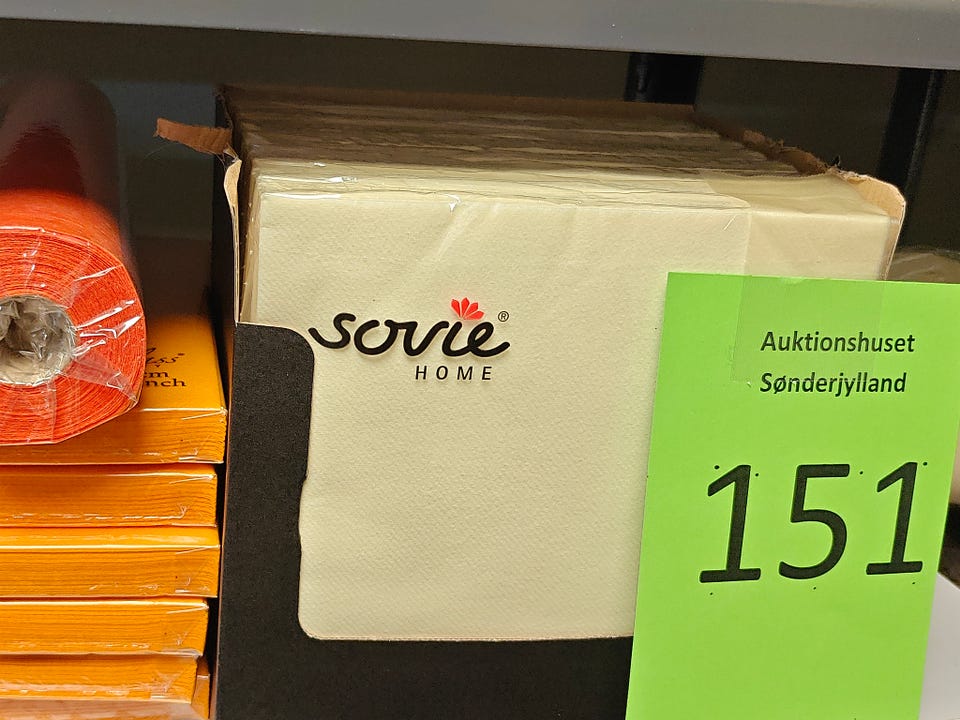 sovie®
HOME
Auktionshuset
Sønderjylland
151